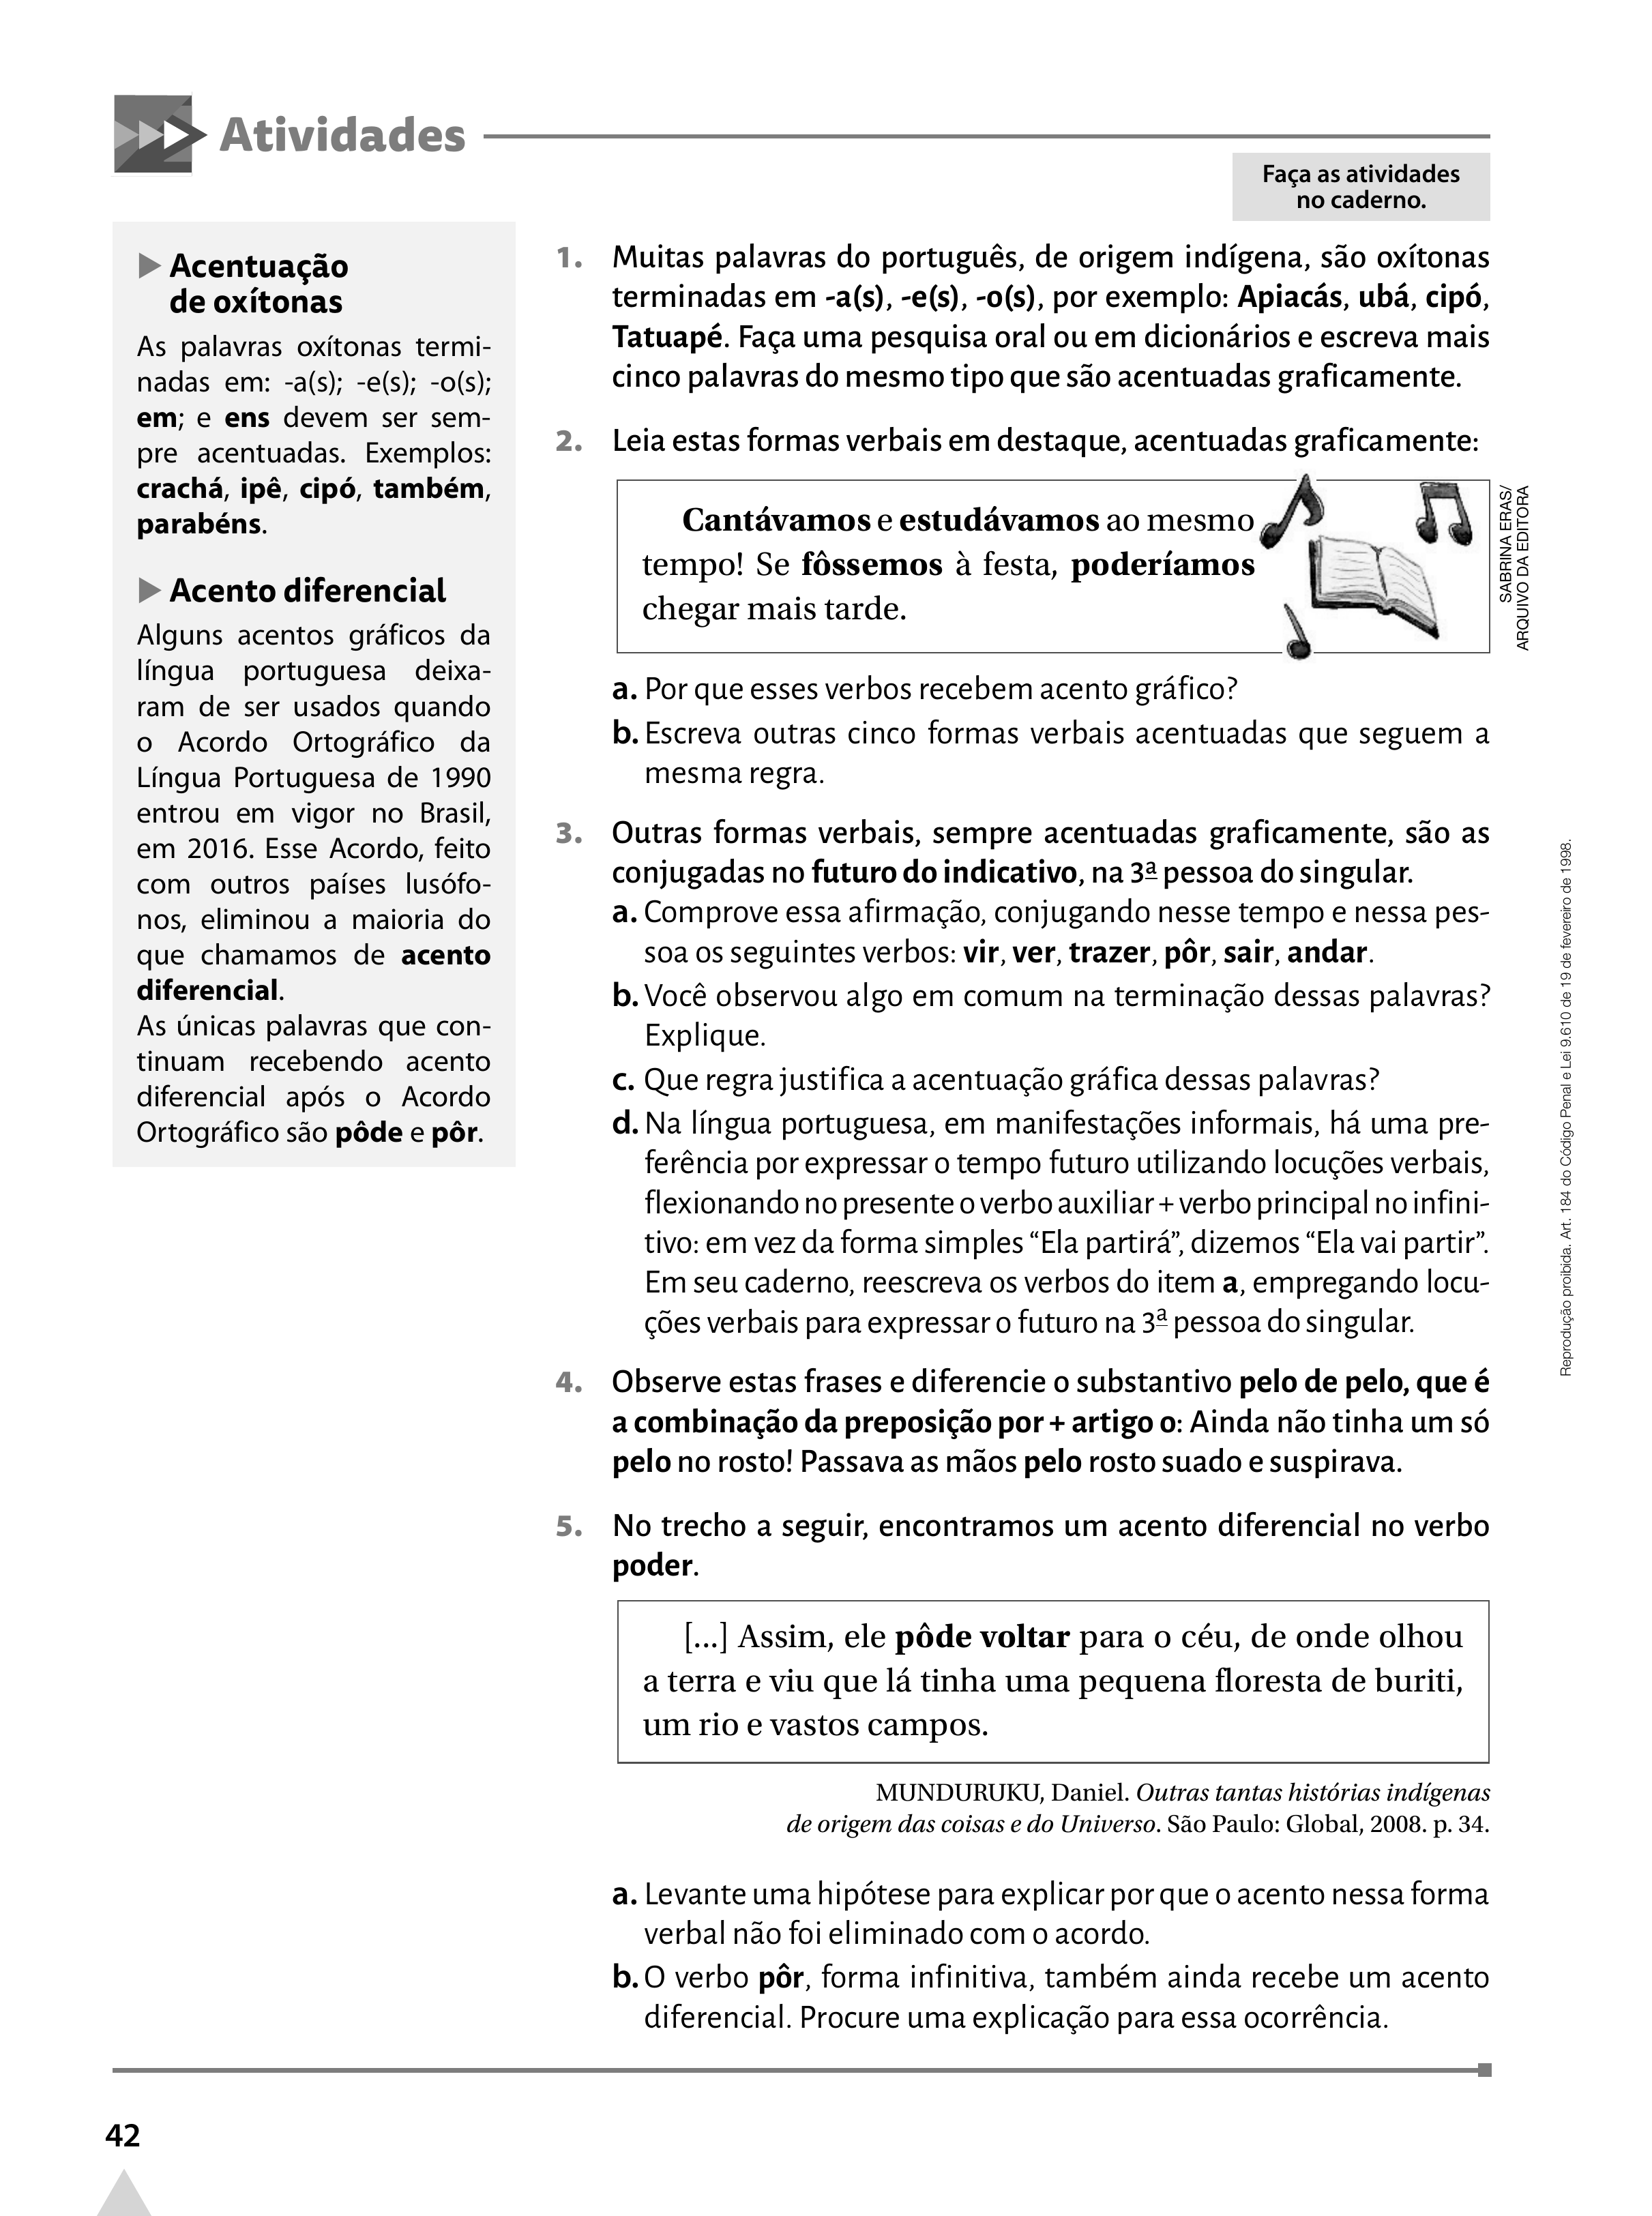 Atividades
Faça as atividades
no caderno.
Acentuação
de oxítonas
As palavras oxítonas termi-
nadas em: -a(s); -e(s); -o(s);
em; e ens devem ser sem-
pre acentuadas. Exemplos:
crachá, ipê, cipó, também,
parabéns.
Acento diferencial
Alguns acentos gráficos da
língua portuguesa deixa-
ram de ser usados quando
o Acordo Ortográfico da
Língua Portuguesa de 1990
entrou em vigor no Brasil,
em 2016. Esse Acordo, feito
com outros países lusófo-
nos, eliminou a maioria do
que chamamos de acento
diferencial.
As únicas palavras que con-
tinuam recebendo acento
diferencial após o Acordo
Ortográfico são pôde e pôr.
1. Muitas palavras do português, de origem indígena, são oxítonas
terminadas em -a(s), -e(s), -o(s), por exemplo: Apiacás, ubá, cipó,
Tatuapé. Faça uma pesquisa oral ou em dicionários e escreva mais
cinco palavras do mesmo tipo que são acentuadas graficamente.
2. Leia estas formas verbais em destaque, acentuadas graficamente:
Cantávamos e estudávamos ao mesmo
tempo! Se fôssemos à festa, poderíamos
chegar mais tarde.
SABRINA ERAS/
ARQUIVO DA EDITORA
a. Por que esses verbos recebem acento gráfico?
b. Escreva outras cinco formas verbais acentuadas que seguem a
mesma regra.
3. Outras formas verbais, sempre acentuadas graficamente, são as
conjugadas no futuro do indicativo, na 3ª pessoa do singular.
a. Comprove essa afirmação, conjugando nesse tempo e nessa pes-
soa os seguintes verbos: vir, ver, trazer, pôr, sair, andar.
b. Você observou algo em comum na terminação dessas palavras?
Explique.
c. Que regra justifica a acentuação gráfica dessas palavras?
d. Na língua portuguesa, em manifestações informais, há uma pre-
ferência por expressar o tempo futuro utilizando locuções verbais,
flexionando no presente o verbo auxiliar + verbo principal no infini-
tivo: em vez da forma simples “Ela partirá”, dizemos “Ela vai partir”.
Em seu caderno, reescreva os verbos do item a, empregando locu-
ções verbais para expressar o futuro na 3ª pessoa do singular.
4. Observe estas frases e diferencie o substantivo pelo de pelo, que é
a combinação da preposição por + artigo o: Ainda não tinha um só
pelo no rosto! Passava as mãos pelo rosto suado e suspirava.
5. No trecho a seguir, encontramos um acento diferencial no verbo
poder.
[...] Assim, ele pôde voltar para o céu, de onde olhou
a terra e viu que lá tinha uma pequena floresta de buriti,
um rio e vastos campos.
MUNDURUKU, Daniel. Outras tantas histórias indígenas
de origem das coisas e do Universo. São Paulo: Global, 2008. p. 34.
a. Levante uma hipótese para explicar por que o acento nessa forma
verbal não foi eliminado com o acordo.
b. O verbo pôr, forma infinitiva, também ainda recebe um acento
diferencial. Procure uma explicação para essa ocorrência.
Reprodução proibida. Art. 184 do Código Penal e Lei 9.610 de 19 de fevereiro de 1998.
42